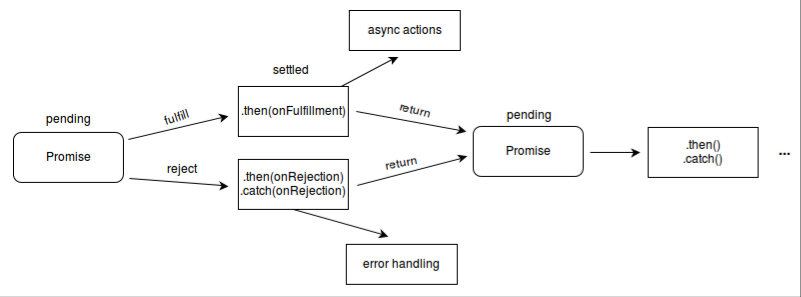 async actions
settled
pending
fulfill
.then(onFulfillment)
return
pending
Promise
Promise
.then()
.catch()
...
reject
.then(onRejection)
.catch(onRejection)
return
error handling